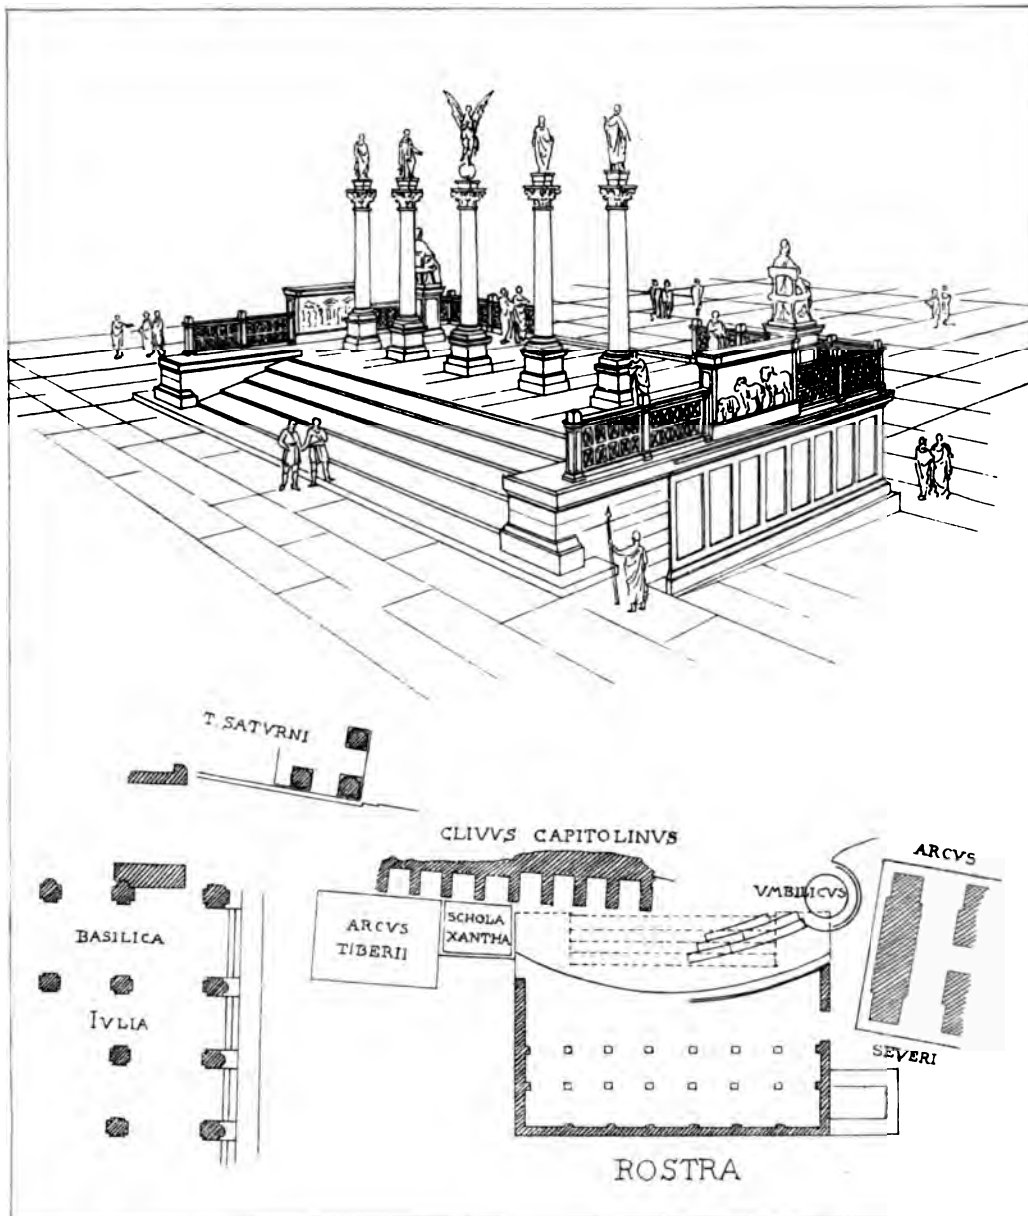 T. SATVRNI
CLIVVS CAPITOLINVS
ARCVS
VMBILICVS
SCHOLA
XANTHA
ARCVS
TIBERII
BASILICA
IVLIA
SEVERI
ROSTRA